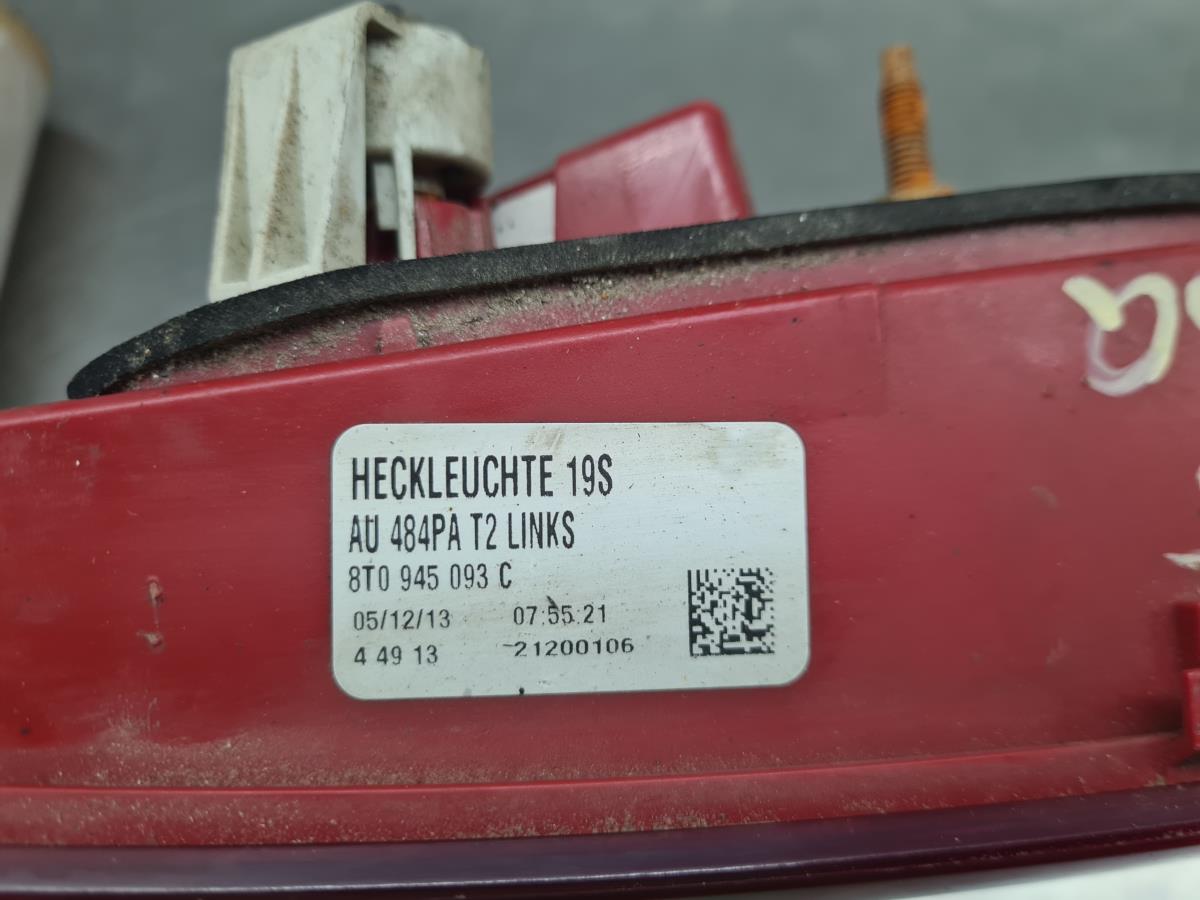 HECKLEUCHTE 19S
AU 484PA T2 LINKS
8T0 945 093 C
05/12/13 07:55:21
4 49 13 21200106